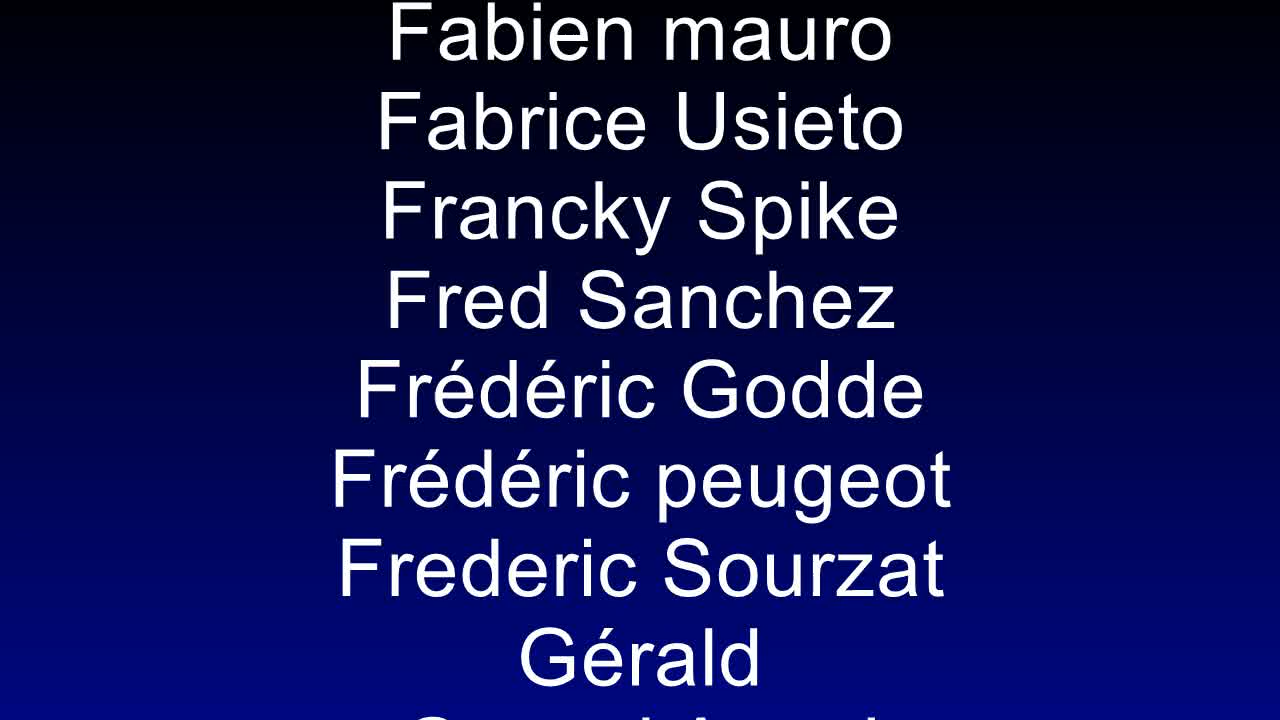 Fabien mauro
Fabrice Usieto
Francky Spike
Fred Sanchez
Frédéric Godde
Frédéric peugeot
Frederic Sourzat
Gérald